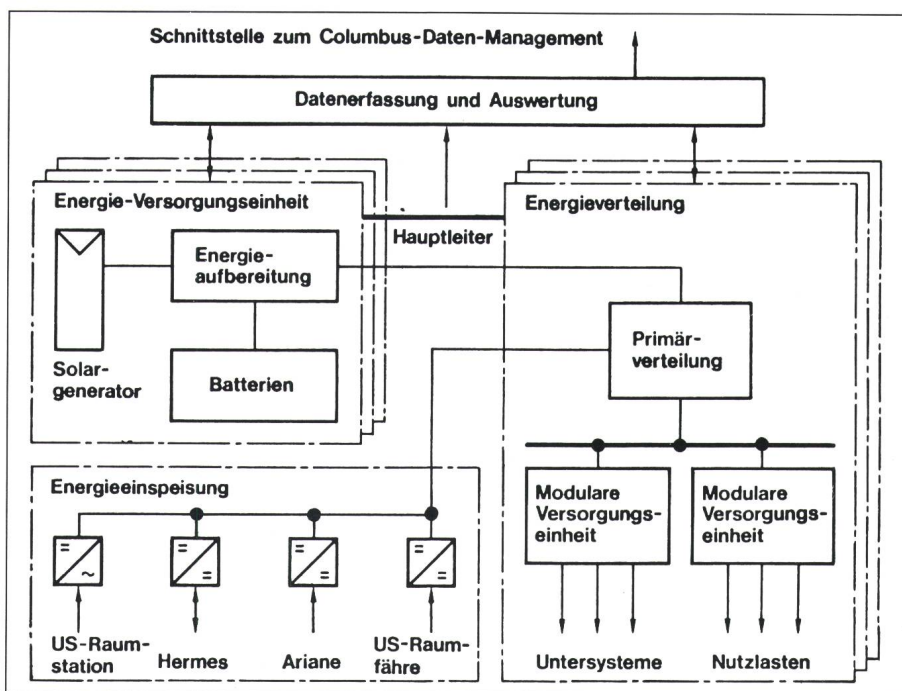 Schnittstelle zum Columbus-Daten-Management
Datenerfassung und Auswertung
Energie-Versorgungseinheit
Solar-
generator
Energie-
aufbereitung
Batterien
Hauptleiter
Energieverteilung
Primär-
verteilung
Modulare
Versorgungs-
einheit
Modulare
Versorgungs-
einheit
Untersysteme
Nutzlasten
Energieeinspeisung
=
~
=
=
=
=
=
=
US-Raum-
station
Hermes
Ariane
US-Raum-
fähre